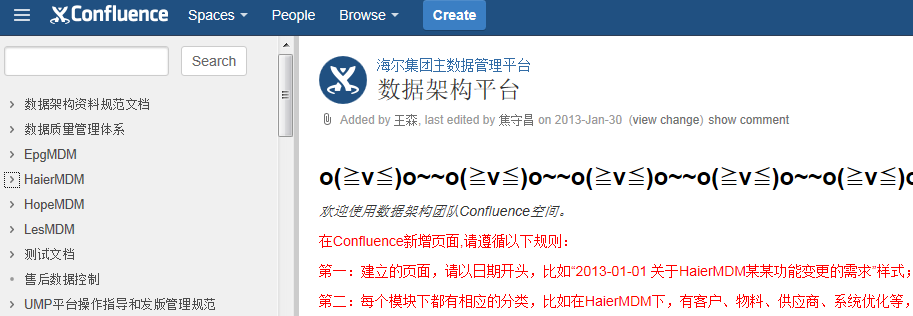 Confluence Spaces People Browse Create
Search
数据架构资料规范文档
数据质量管理体系
EpgMDM
HaierMDM
HopeMDM
LesMDM
测试文档
售后数据控制
UMP平台操作指导和发版管理规范
海尔集团主数据管理平台
数据架构平台
Added by 王森, last edited by 焦守昌 on 2013-Jan-30 (view change) show comment
o(≧v≦)o~~o(≧v≦)o~~o(≧v≦)o~~o(≧v≦)o~~o(≧v≦)o
欢迎使用数据架构团队Confluence空间。
在Confluence新增页面,请遵循以下规则：
第一：建立的页面，请以日期开头，比如“2013-01-01 关于HaierMDM某某功能变更的需求”样式；
第二：每个模块下都有相应的分类，比如在HaierMDM下，有客户、物料、供应商、系统优化等，